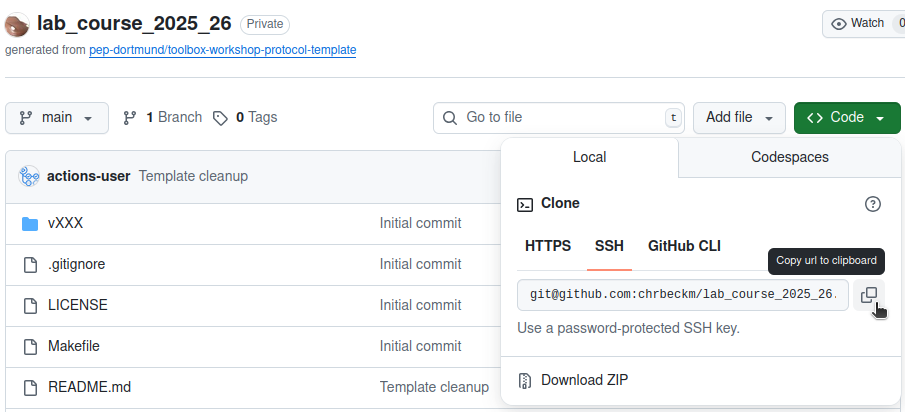 lab_course_2025_26 Private
Watch 0
generated from pep-dortmund/toolbox-workshop-protocol-template
main 1 Branch 0 Tags Go to file t Add file Code
Local Codespaces
actions-user Template cleanup
Clone
vXXX Initial commit
HTTPS SSH GitHub CLI
Copy url to clipboard
.gitignore Initial commit
git@github.com:chrbeckm/lab_course_2025_26.
LICENSE Initial commit
Use a password-protected SSH key.
Makefile Initial commit
Download ZIP
README.md Template cleanup